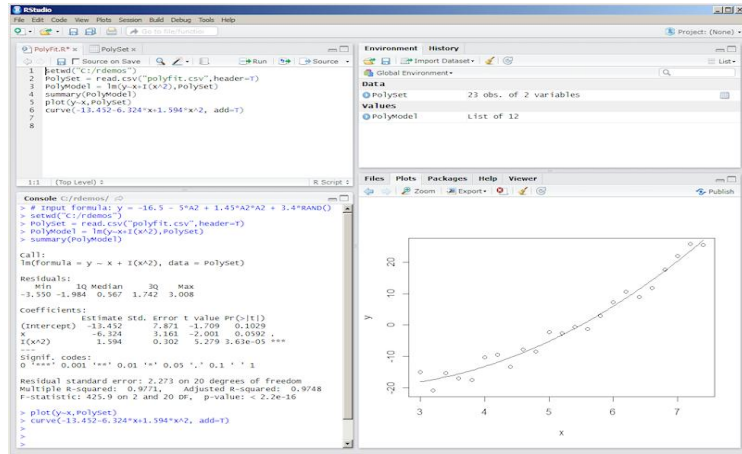 RStudio
File Edit Code View Plots Session Build Debug Tools Help
Go to file/function
Project: (None)
PolyFit.R* × PolySet ×
Source on Save Run Source
1 setwd("C:/rdemos")
2 PolySet = read.csv("polyfit.csv",header=T)
3 PolyModel = lm(y~x+I(x^2),PolySet)
4 summary(PolyModel)
5 plot(y~x,PolySet)
6 curve(-13.452-6.324*x+1.594*x^2, add=T)
7
8
1:1 (Top Level) R Script
Console C:/rdemos/
> # Input formula: y = -16.5 - 5*A2 + 1.45*A2*A2 + 3.4*RAND()
> setwd("C:/rdemos")
> PolySet = read.csv("polyfit.csv",header=T)
> PolyModel = lm(y~x+I(x^2),PolySet)
> summary(PolyModel)
Call:
lm(formula = y ~ x + I(x^2), data = PolySet)
Residuals:
Min 1Q Median 3Q Max
-3.550 -1.984 0.567 1.742 3.008
Coefficients:
Estimate Std. Error t value Pr(>|t|)
(Intercept) -13.452 7.871 -1.709 0.1029
x -6.324 3.161 -2.001 0.0592 .
I(x^2) 1.594 0.302 5.279 3.63e-05 ***
---
Signif. codes:
0 '***' 0.001 '**' 0.01 '*' 0.05 '.' 0.1 ' ' 1
Residual standard error: 2.273 on 20 degrees of freedom
Multiple R-squared: 0.9771, Adjusted R-squared: 0.9748
F-statistic: 425.9 on 2 and 20 DF, p-value: < 2.2e-16
> plot(y~x,PolySet)
> curve(-13.452-6.324*x+1.594*x^2, add=T)
>
>
>
Environment History
Import Dataset List
Global Environment
Data
PolySet 23 obs. of 2 variables
Values
PolyModel List of 12
Files Plots Packages Help Viewer
Zoom Export Publish
20
10
0
-10
-20
y
3 4 5 6 7
x